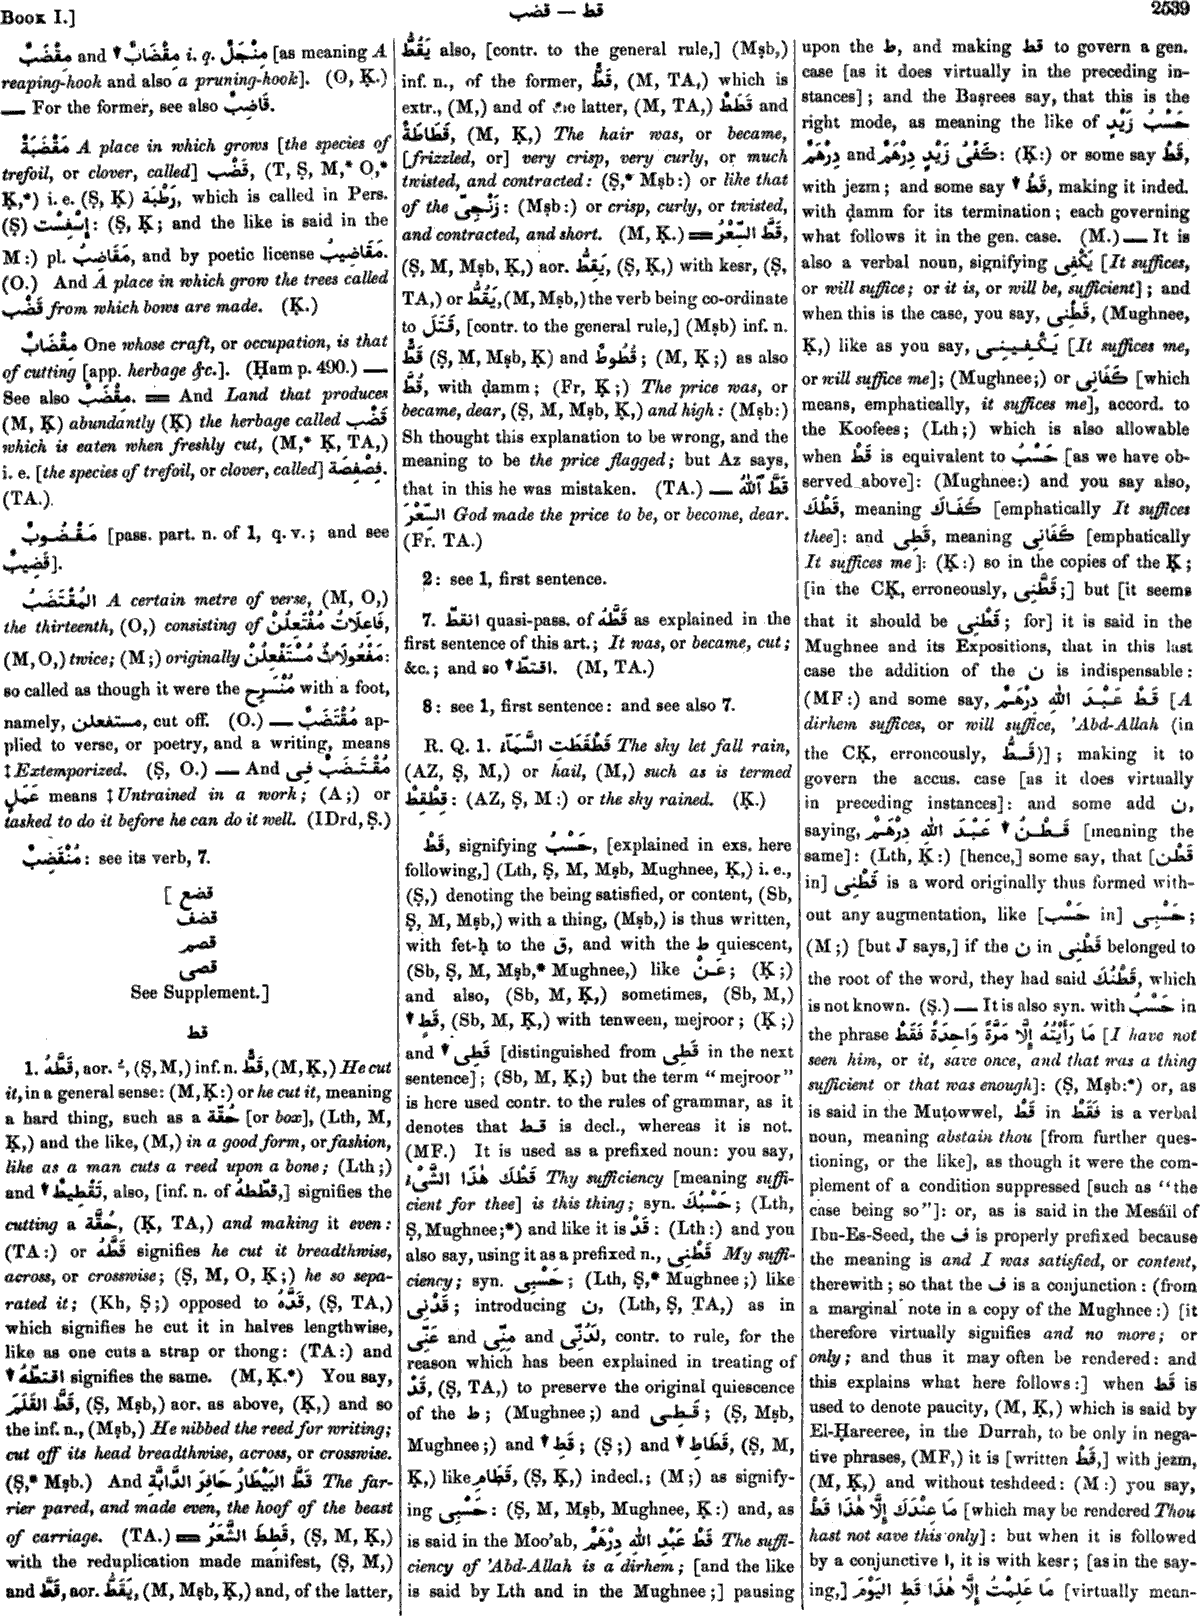 Book I.]
قط — قضب
2539
مِقْضَبٌ and ▼ مِقْضَابٌ i. q. مِنْجَلٌ [as meaning A
reaping-hook and also a pruning-hook]. (O, Ḳ.)
— For the former, see also قَاضِبٌ.
مَقْضَبَةٌ A place in which grows [the species of
trefoil, or clover, called] قَضْب, (T, Ṣ, M,* O,*
Ḳ,*) i. e. (Ṣ, Ḳ) رَطْبَة, which is called in Pers.
(Ṣ) إِسْفِسْت: (Ṣ, Ḳ; and the like is said in the
M:) pl. مَقَاضِبُ, and by poetic license مَقَاضِيبُ.
(O.) And A place in which grow the trees called
قَضْب from which bows are made. (Ḳ.)
مِقْضَابٌ One whose craft, or occupation, is that
of cutting [app. herbage &c.]. (Ḥam p. 490.) —
See also مِقْضَبٌ. ═ And Land that produces
(M, Ḳ) abundantly (Ḳ) the herbage called قَضْب
which is eaten when freshly cut, (M,* Ḳ, TA,)
i. e. [the species of trefoil, or clover, called] فِصْفِصَة.
(TA.)
مَقْضُوبٌ [pass. part. n. of 1, q. v.; and see
قَضِيبٌ].
المُقْتَضَبُ A certain metre of verse, (M, O,)
the thirteenth, (O,) consisting of فَاعِلَاتُ مُفْتَعِلُنْ,
(M, O,) twice; (M;) originally مَفْعُولَاتُ مُسْتَفْعِلُنْ:
so called as though it were the مُنْسَرِح with a foot,
namely, مستفعلن, cut off. (O.) — مُقْتَضَبٌ ap-
plied to verse, or poetry, and a writing, means
‡ Extemporized. (Ṣ, O.) — And مُقْتَضَبٌ فِى
عَمَلٍ means ‡ Untrained in a work; (A;) or
tasked to do it before he can do it well. (IDrd, Ṣ.)
مُنْقَضِبٌ: see its verb, 7.
[ قضع
قضف
قضم
قضى
See Supplement.]
قط
1. قَطَّهُ, aor. ـُ, (Ṣ, M,) inf. n. قَطٌّ, (M, Ḳ,) He cut
it, in a general sense: (M, Ḳ:) or he cut it, meaning
a hard thing, such as a حُقَّة [or box], (Lth, M,
Ḳ,) and the like, (M,) in a good form, or fashion,
like as a man cuts a reed upon a bone; (Lth;)
and ▼ تَقْطِيطٌ, also, [inf. n. of قطّطهُ,] signifies the
cutting a حُقَّة, (Ḳ, TA,) and making it even:
(TA:) or قَطَّهُ signifies he cut it breadthwise,
across, or crosswise; (Ṣ, M, O, Ḳ;) he so sepa-
rated it; (Kh, Ṣ;) opposed to قَدَّهُ, (Ṣ, TA,)
which signifies he cut it in halves lengthwise,
like as one cuts a strap or thong: (TA:) and
▼ اقتطّهُ signifies the same. (M, Ḳ.*) You say,
قَطَّ القَلَمَ, (Ṣ, Mṣb,) aor. as above, (Ḳ,) and so
the inf. n., (Mṣb,) He nibbed the reed for writing;
cut off its head breadthwise, across, or crosswise.
(Ṣ,* Mṣb.) And قَطَّ البَيْطَارُ حَافِرَ الدَّابَّةِ The far-
rier pared, and made even, the hoof of the beast
of carriage. (TA.) ═ قَطِطَ الشَّعَرُ, (Ṣ, M, Ḳ,)
with the reduplication made manifest, (Ṣ, M,)
and قَطَّ, aor. يَقَطُّ, (M, Mṣb, Ḳ,) and, of the latter,
يَقُطُّ also, [contr. to the general rule,] (Mṣb,)
inf. n., of the former, قَطٌّ, (M, TA,) which is
extr., (M,) and of the latter, (M, TA,) قَطَطٌ and
قَطَاطَةٌ, (M, Ḳ,) The hair was, or became,
[frizzled, or] very crisp, very curly, or much
twisted, and contracted: (Ṣ,* Mṣb:) or like that
of the زَنْجِىّ: (Mṣb:) or crisp, curly, or twisted,
and contracted, and short. (M, Ḳ.) ═ قَطَّ السِّعْرُ,
(Ṣ, M, Mṣb, Ḳ,) aor. يَقِطُّ, (Ṣ, Ḳ,) with kesr, (Ṣ,
TA,) or يَقُطُّ, (M, Mṣb,) the verb being co-ordinate
to قَتَلَ, [contr. to the general rule,] (Mṣb) inf. n.
قَطٌّ (Ṣ, M, Mṣb, Ḳ) and قُطُوطٌ; (M, Ḳ;) as also
قُطَّ, with ḍamm; (Fr, Ḳ;) The price was, or
became, dear, (Ṣ, M, Mṣb, Ḳ,) and high: (Mṣb:)
Sh thought this explanation to be wrong, and the
meaning to be the price flagged; but Az says,
that in this he was mistaken. (TA.) — قَطَّ ٱللّٰهُ
السِّعْرَ God made the price to be, or become, dear.
(Fr. TA.)
2: see 1, first sentence.
7. انقطّ quasi-pass. of قَطَّهُ as explained in the
first sentence of this art.; It was, or became, cut;
&c.; and so ▼ اقتطّ. (M, TA.)
8: see 1, first sentence: and see also 7.
R. Q. 1. قَطْقَطَتِ السَّمَآءُ The sky let fall rain,
(AZ, Ṣ, M,) or hail, (M,) such as is termed
قِطْقِطٌ: (AZ, Ṣ, M:) or the sky rained. (Ḳ.)
قَطْ, signifying حَسْبُ, [explained in exs. here
following,] (Lth, Ṣ, M, Mṣb, Mughnee, Ḳ,) i. e.,
(Ṣ,) denoting the being satisfied, or content, (Sb,
Ṣ, M, Mṣb,) with a thing, (Mṣb,) is thus written,
with fet-ḥ to the ق, and with the ط quiescent,
(Sb, Ṣ, M, Mṣb,* Mughnee,) like عَنْ; (Ḳ;)
and also, (Sb, M, Ḳ,) sometimes, (Sb, M,)
▼ قَطٍ, (Sb, M, Ḳ,) with tenween, mejroor; (Ḳ;)
and ▼ قَطِى [distinguished from قَطِى in the next
sentence]; (Sb, M, Ḳ;) but the term "mejroor"
is here used contr. to the rules of grammar, as it
denotes that قط is decl., whereas it is not.
(MF.) It is used as a prefixed noun: you say,
قَطْكَ هٰذَا الشَّىْءُ Thy sufficiency [meaning suffi-
cient for thee] is this thing; syn. حَسْبُكَ; (Lth,
Ṣ, Mughnee;*) and like it is قَدْ: (Lth:) and you
also say, using it as a prefixed n., قَطْنِى My suffi-
ciency; syn. حَسْبِى; (Lth, Ṣ,* Mughnee;) like
قَدْنِى; introducing ن, (Lth, Ṣ, TA,) as in
عَنِّى and مِنِّى and لَدُنِّى, contr. to rule, for the
reason which has been explained in treating of
قَدْ, (Ṣ, TA,) to preserve the original quiescence
of the ط; (Mughnee;) and قَطِى; (Ṣ, Mṣb,
Mughnee;) and ▼ قَطِ; (Ṣ;) and ▼ قَطَاطِ, (Ṣ, M,
Ḳ,) like قَطَامِ, (Ṣ, Ḳ,) indecl.; (M;) as signify-
ing حَسْبِى: (Ṣ, M, Mṣb, Mughnee, Ḳ:) and, as
is said in the Moo'ab, قَطْ عَبْدِ اللّٰهِ دِرْهَمٌ The suffi-
ciency of 'Abd-Allah is a dirhem; [and the like
is said by Lth and in the Mughnee;] pausing
upon the ط, and making قط to govern a gen.
case [as it does virtually in the preceding in-
stances]; and the Baṣrees say, that this is the
right mode, as meaning the like of حَسْبُ زَيْدٍ
دِرْهَمٌ and كَفْىُ زَيْدٍ دِرْهَمٌ: (Ḳ:) or some say قَطُ,
with jezm; and some say ▼ قَطُ, making it indecl.
with ḍamm for its termination; each governing
what follows it in the gen. case. (M.) — It is
also a verbal noun, signifying يَكْفِى [It suffices,
or will suffice; or it is, or will be, sufficient]; and
when this is the case, you say, قَطْنِى, (Mughnee,
Ḳ,) like as you say, يَكْفِينِى [It suffices me,
or will suffice me]; (Mughnee;) or كَفَانِى [which
means, emphatically, it suffices me], accord. to
the Koofees; (Lth;) which is also allowable
when قط is equivalent to حَسْبُ [as we have ob-
served above]: (Mughnee:) and you say also,
قَطْكَ, meaning كَفَاكَ [emphatically It suffices
thee]: and قَطِى, meaning كَفَانِى [emphatically
It suffices me]: (Ḳ:) so in the copies of the Ḳ;
[in the CḲ, erroneously, قَطَّنِى;] but [it seems
that it should be قَطْنِى; for] it is said in the
Mughnee and its Expositions, that in this last
case the addition of the ن is indispensable:
(MF:) and some say, قَطْ عَبْدَ اللّٰهِ دِرْهَمٌ [A
dirhem suffices, or will suffice, 'Abd-Allah (in
the CḲ, erroneously, قَطُّ)]; making it to
govern the accus. case [as it does virtually
in preceding instances]: and some add ن,
saying, ▼ قَطْنُ عَبْدَ اللّٰهِ دِرْهَمٌ [meaning the
same]: (Lth, Ḳ:) [hence,] some say, that [قَطْن
in] قَطْنِى is a word originally thus formed with-
out any augmentation, like [حَسْب in] حَسْبِى;
(M;) [but J says,] if the ن in قَطْنِى belonged to
the root of the word, they had said قَطْنُكَ, which
is not known. (Ṣ.) — It is also syn. with حَسْبُ in
the phrase مَا رَأَيْتُهُ إِلَّا مَرَّةً وَاحِدَةً فَقَطْ [I have not
seen him, or it, save once, and that was a thing
sufficient or that was enough]: (Ṣ, Mṣb:*) or, as
is said in the Muṭowwel, قط in فَقَطْ is a verbal
noun, meaning abstain thou [from further ques-
tioning, or the like], as though it were the com-
plement of a condition suppressed [such as "the
case being so"]: or, as is said in the Mesáïl of
Ibn-Es-Seed, the ف is properly prefixed because
the meaning is and I was satisfied, or content,
therewith; so that the ف is a conjunction: (from
a marginal note in a copy of the Mughnee:) [it
therefore virtually signifies and no more; or
only; and thus it may often be rendered: and
this explains what here follows:] when قط is
used to denote paucity, (M, Ḳ,) which is said by
El-Ḥareeree, in the Durrah, to be only in nega-
tive phrases, (MF,) it is [written قَطْ,] with jezm,
(M, Ḳ,) and without teshdeed: (M:) you say,
مَا عِنْدَكَ إِلَّا هٰذَا قَطْ [which may be rendered Thou
hast not save this only]: but when it is followed
by a conjunctive ا, it is with kesr; [as in the say-
ing,] مَا عَلِمْتُ إِلَّا هٰذَا قَطِ اليَوْمَ [virtually mean-